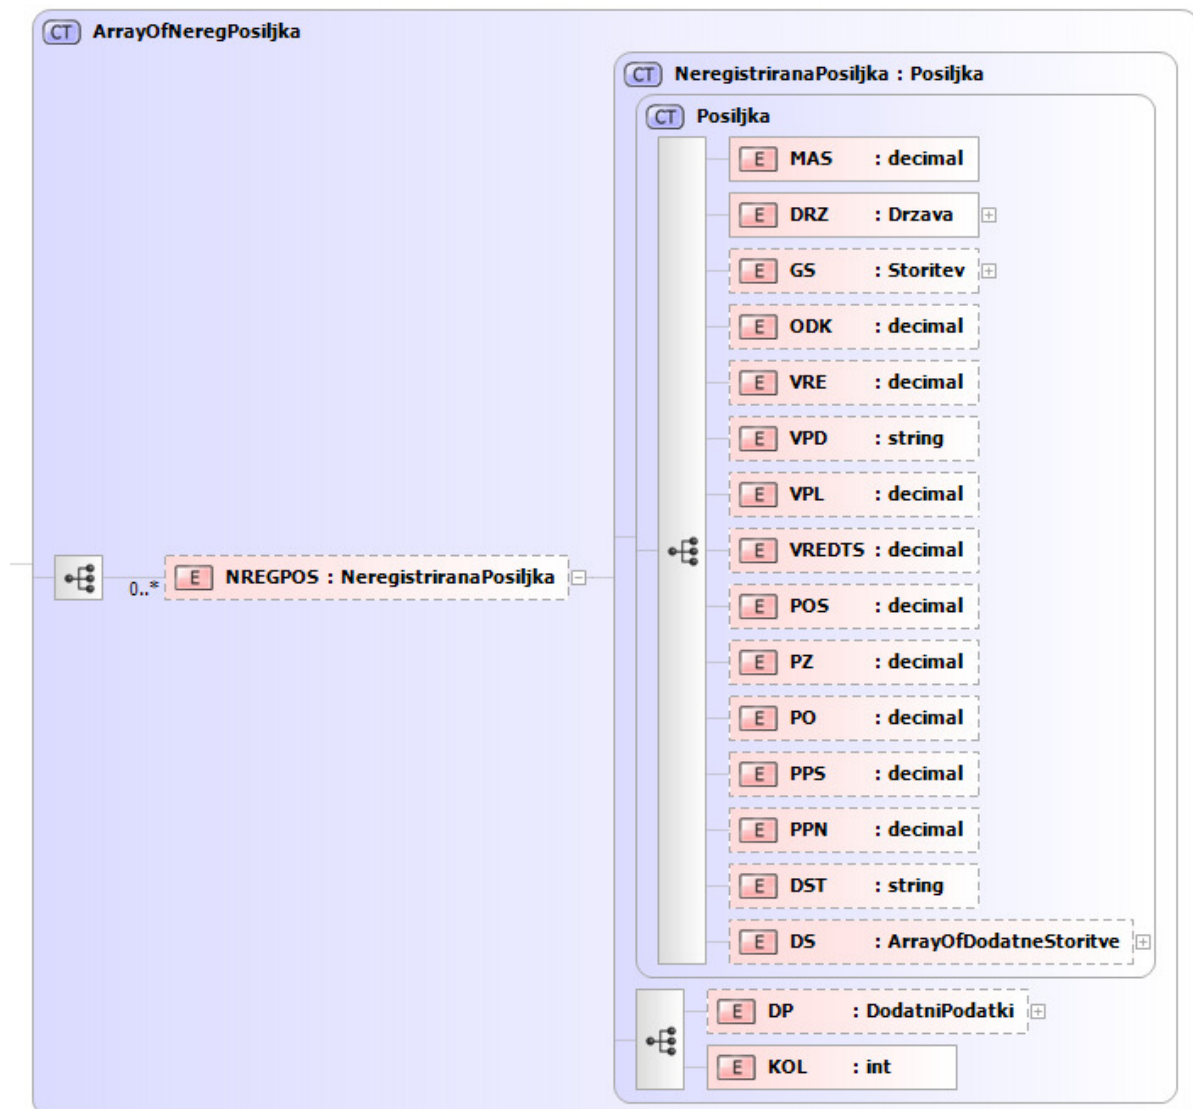 CT ArrayOfNeregPosiljka
CT NeregistriranaPosiljka : Posiljka
CT Posiljka
E MAS : decimal
E DRZ : Drzava
E GS : Storitev
E ODK : decimal
E VRE : decimal
E VPD : string
E VPL : decimal
E VREDTS : decimal
0..* E NREGPOS : NeregistriranaPosiljka
E POS : decimal
E PZ : decimal
E PO : decimal
E PPS : decimal
E PPN : decimal
E DST : string
E DS : ArrayOfDodatneStoritve
E DP : DodatniPodatki
E KOL : int